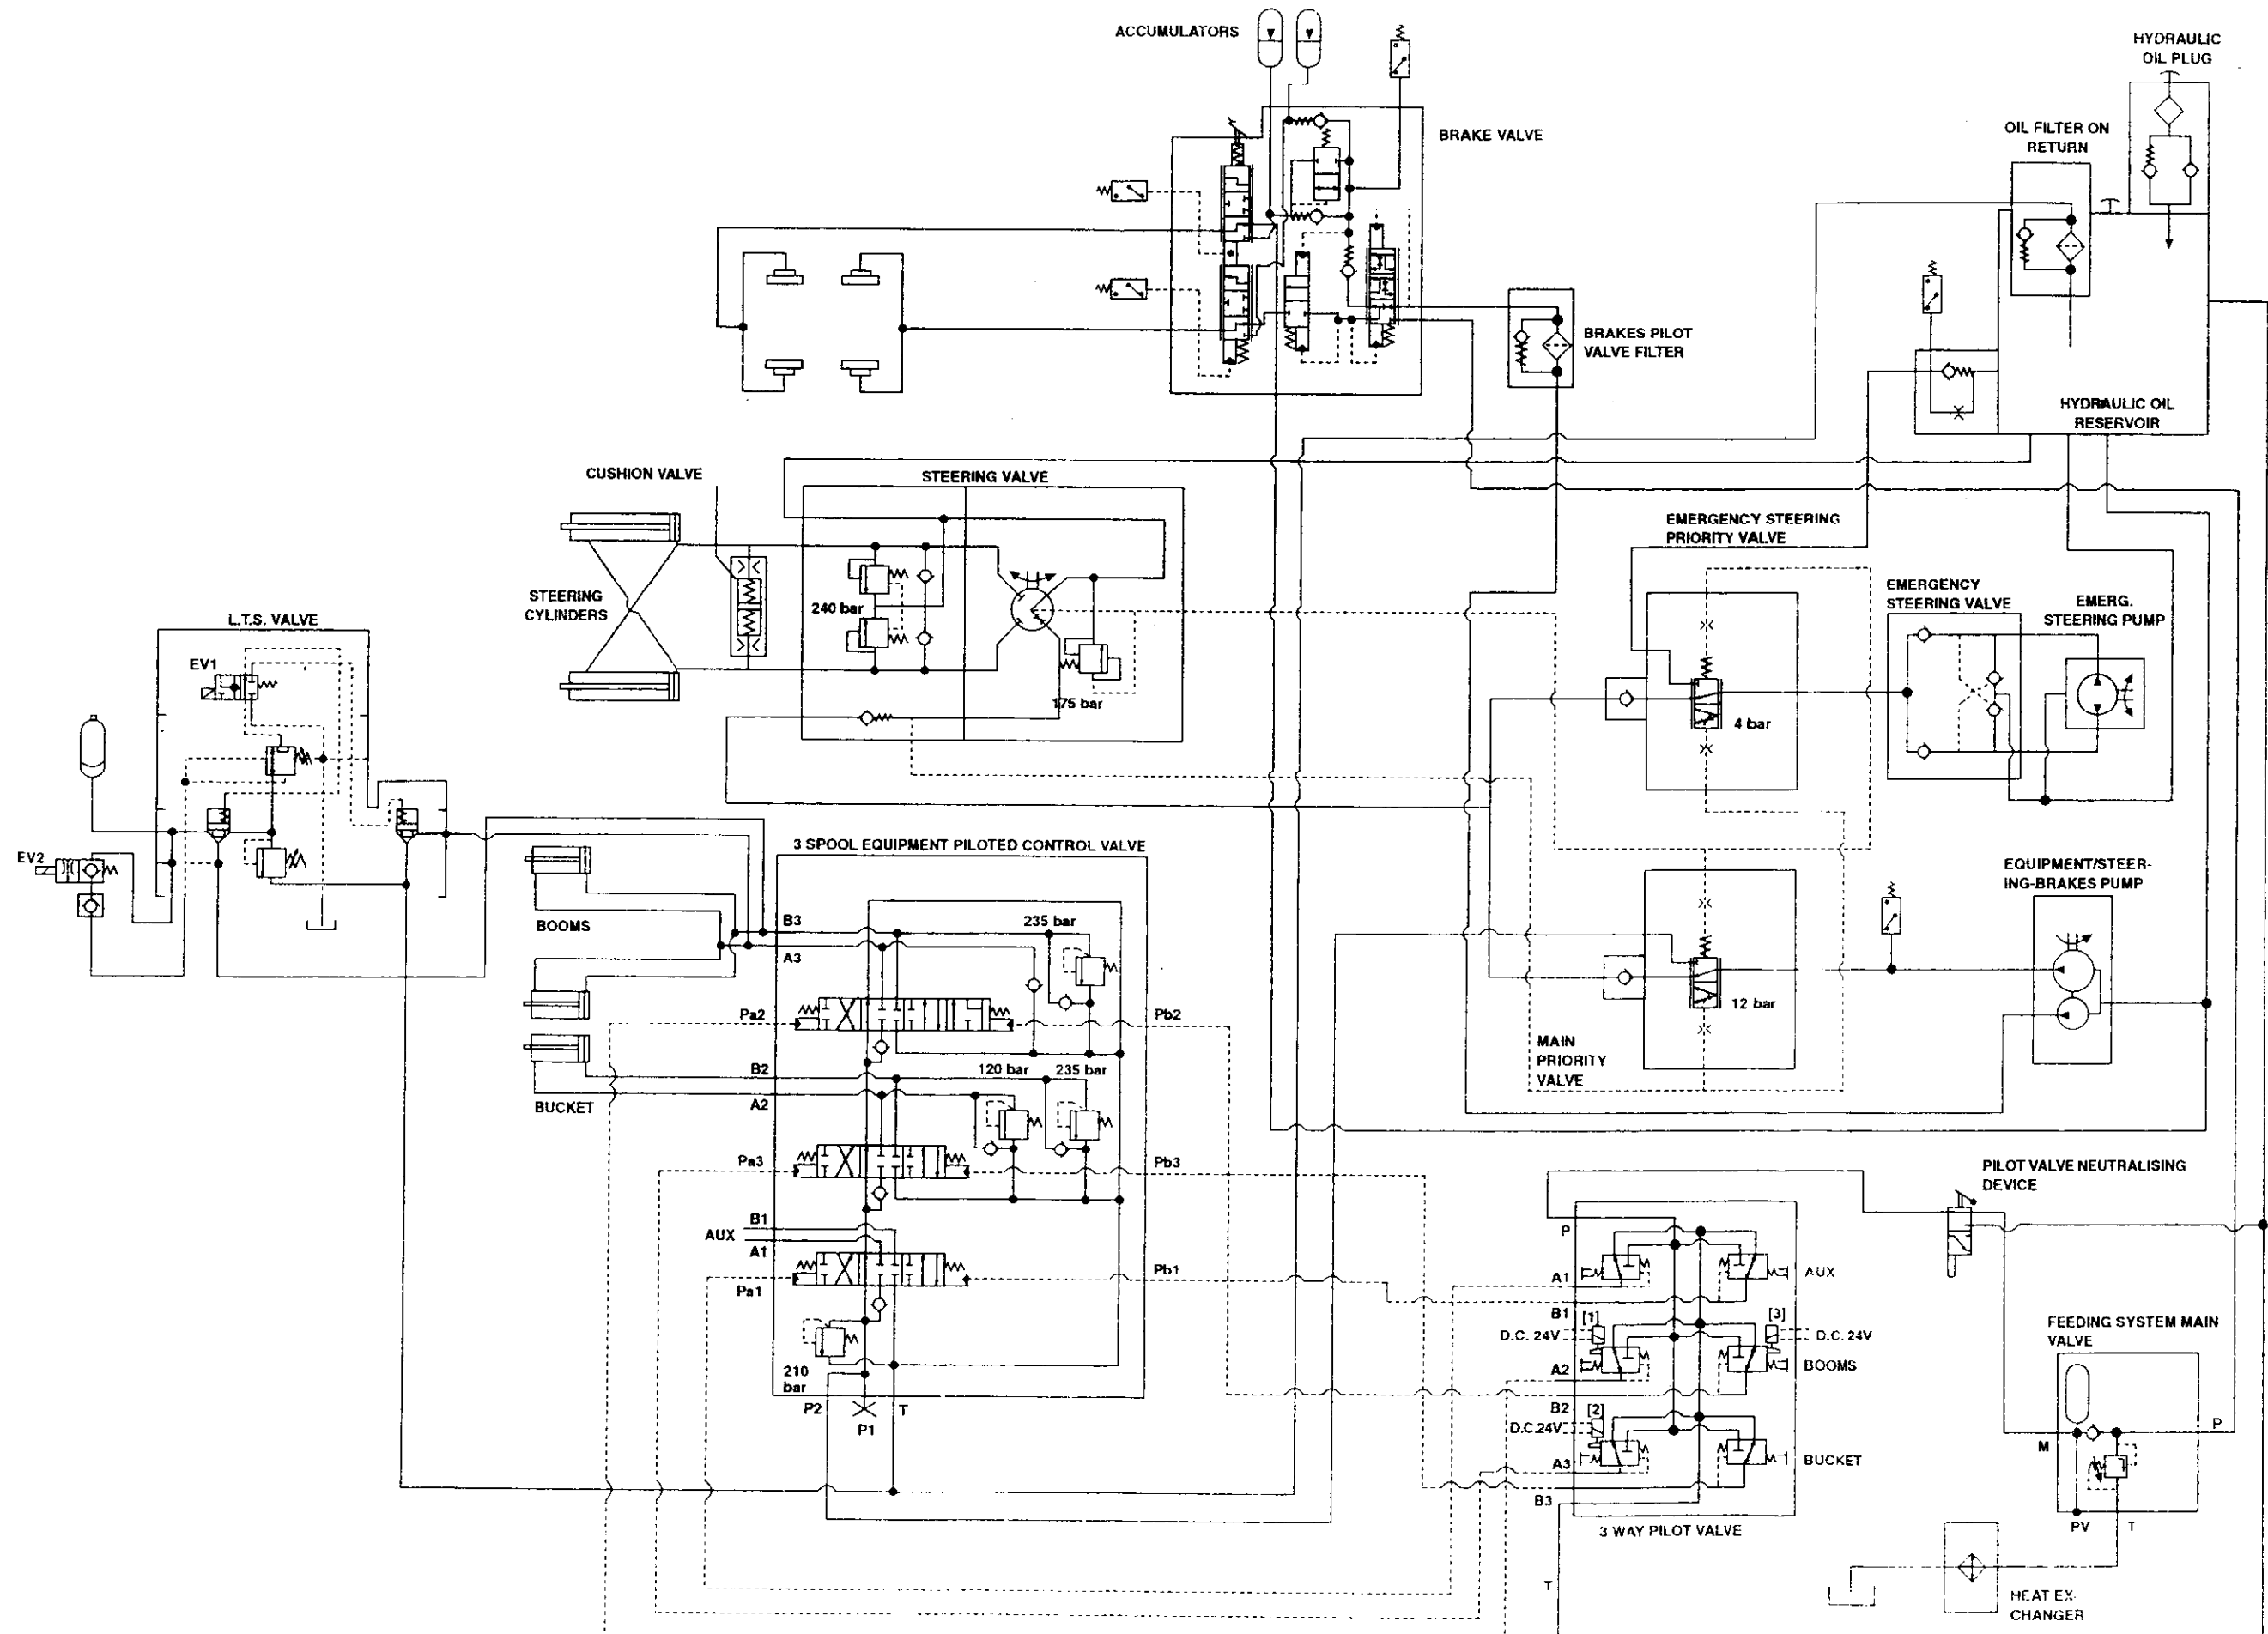 ACCUMULATORS
HYDRAULIC
OIL PLUG
BRAKE VALVE
OIL FILTER ON
RETURN
BRAKES PILOT
VALVE FILTER
HYDRAULIC OIL
RESERVOIR
CUSHION VALVE
STEERING VALVE
EMERGENCY STEERING
PRIORITY VALVE
STEERING
CYLINDERS
240 bar
175 bar
EMERGENCY
STEERING VALVE
EMERG.
STEERING PUMP
4 bar
L.T.S. VALVE
EV1
EV2
3 SPOOL EQUIPMENT PILOTED CONTROL VALVE
BOOMS
B3
A3
235 bar
Pa2
Pb2
EQUIPMENT/STEER-
ING-BRAKES PUMP
12 bar
MAIN
PRIORITY
VALVE
B2
A2
120 bar
235 bar
BUCKET
Pa3
Pb3
B1
AUX
A1
Pa1
Pb1
210
bar
P2
P1
T
PILOT VALVE NEUTRALISING
DEVICE
P
A1
AUX
B1
[1]
[3]
D.C. 24V
D.C. 24V
A2
BOOMS
B2
[2]
D.C.24V
A3
BUCKET
B3
3 WAY PILOT VALVE
T
FEEDING SYSTEM MAIN
VALVE
P
M
PV
T
HEAT EX-
CHANGER